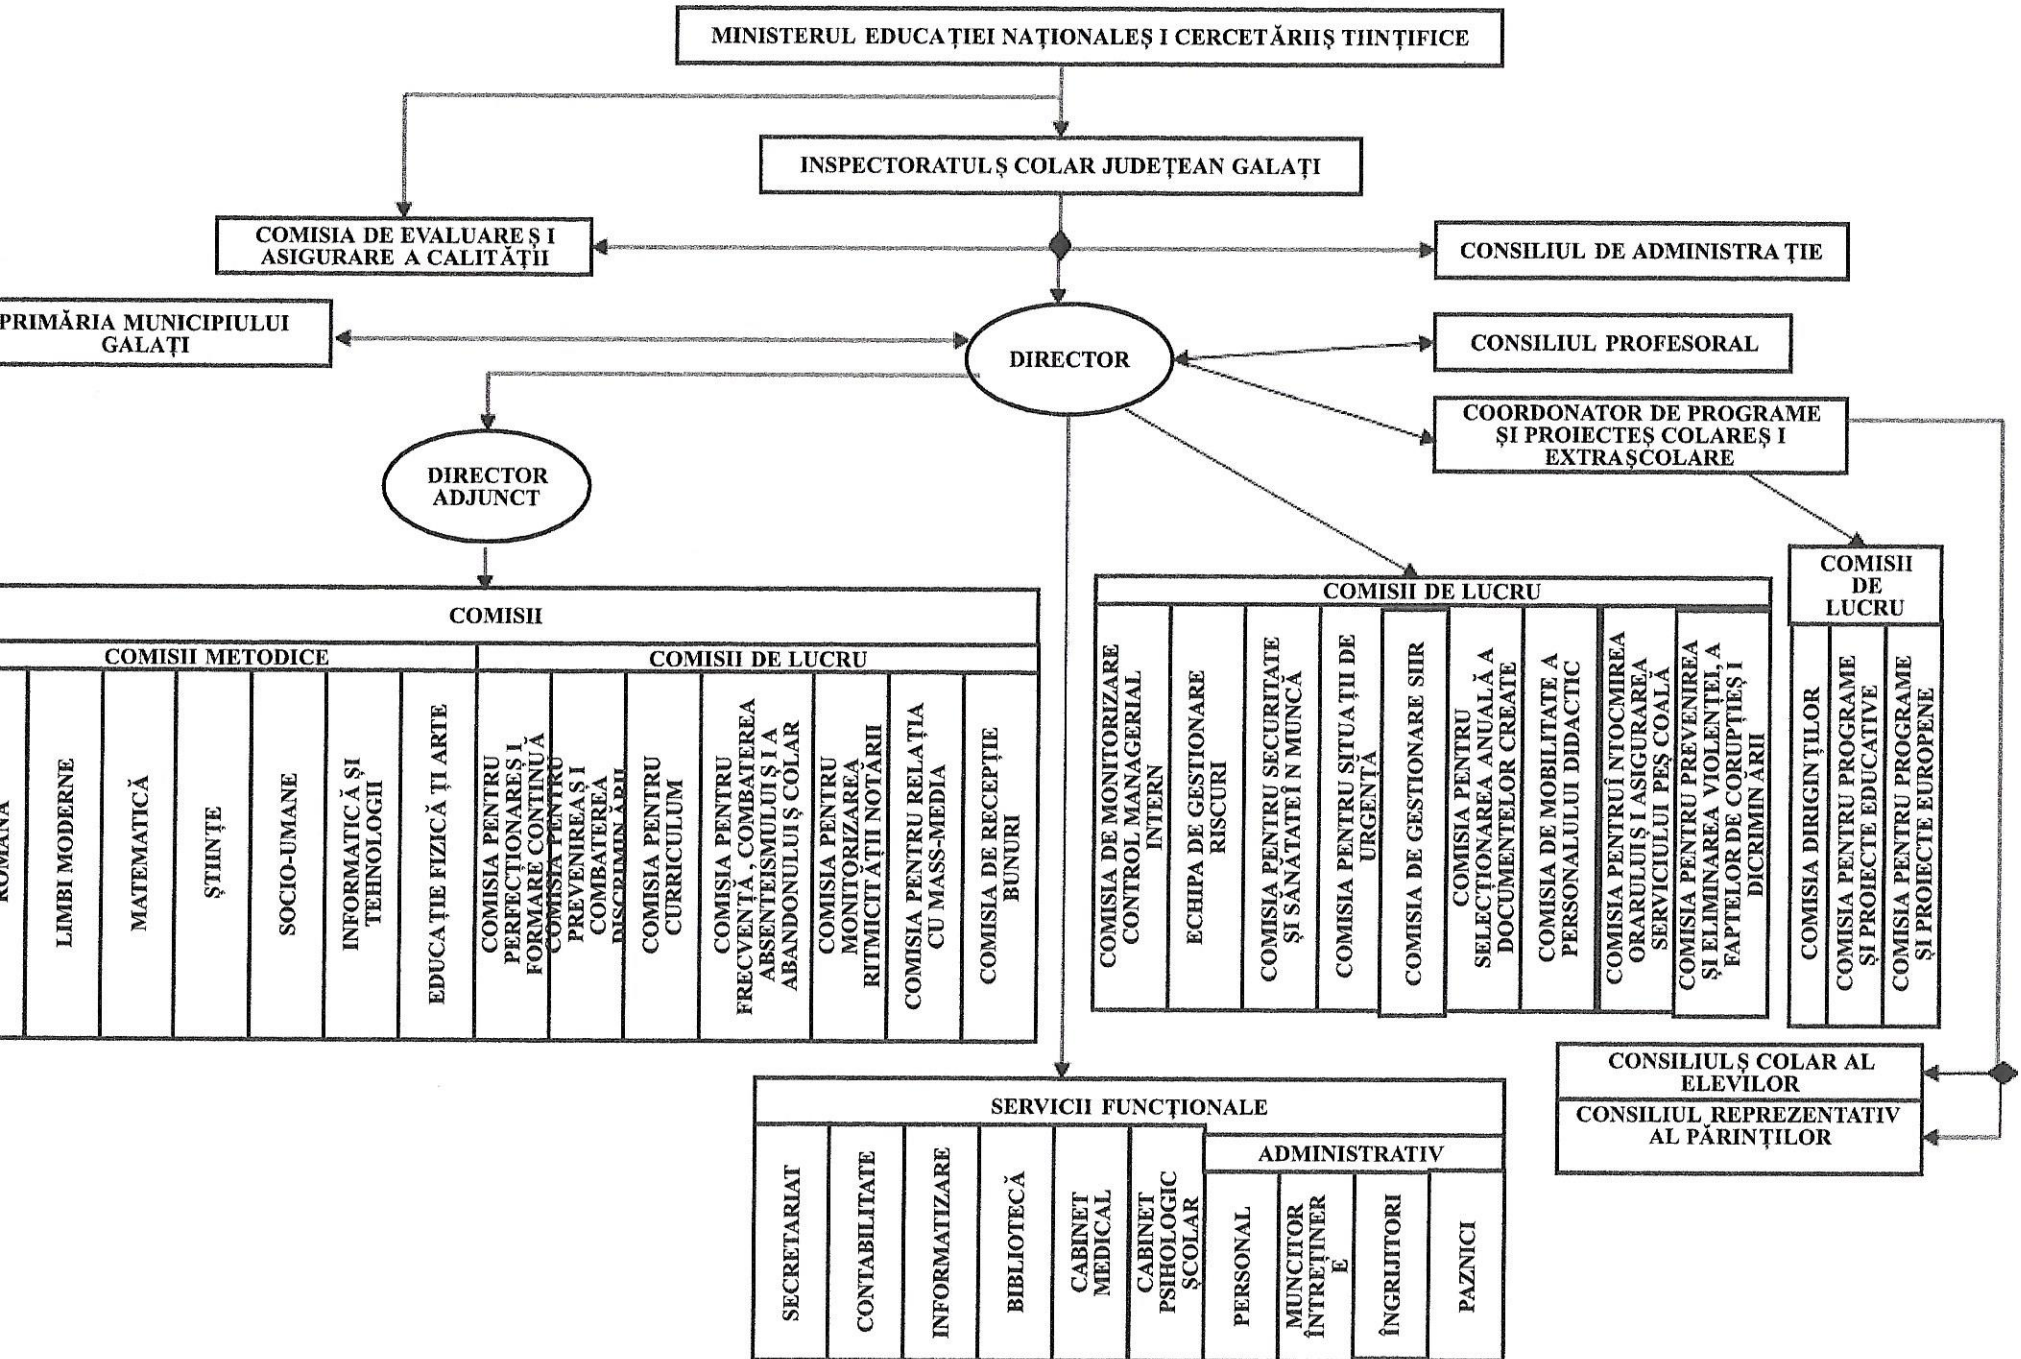 MINISTERUL EDUCAȚIEI NAȚIONALEȘ I CERCETĂRIIȘ TIINȚIFICE
INSPECTORATULȘ COLAR JUDEȚEAN GALAȚI
COMISIA DE EVALUAREȘ I
ASIGURARE A CALITĂȚII
CONSILIUL DE ADMINISTRA ȚIE
PRIMĂRIA MUNICIPIULUI
GALAȚI
DIRECTOR
CONSILIUL PROFESORAL
COORDONATOR DE PROGRAME
ȘI PROIECTEȘ COLAREȘ I
EXTRAȘCOLARE
DIRECTOR
ADJUNCT
COMISII
COMISII METODICE
COMISII DE LUCRU
ROMÂNĂ
LIMBI MODERNE
MATEMATICĂ
ȘTIINȚE
SOCIO-UMANE
INFORMATIC Ă ȘI
TEHNOLOGII
EDUCAȚIE FIZICĂ ȚI ARTE
COMISIA PENTRU
PERFECȚIONAREȘ I
FORMARE CONTINUĂ
COMISIA PENTRU
PREVENIREAȘ I
COMBATEREA
DISCRIMINĂRII
COMISIA PENTRU
CURRICULUM
COMISIA PENTRU
FRECVENȚĂ , COMBATEREA
ABSENTEISMULUIȘ I A
ABANDONULUIȘ COLAR
COMISIA PENTRU
MONITORIZAREA
RITMICITĂȚII NOTĂRII
COMISIA PENTRU RELAȚIA
CU MASS-MEDIA
COMISIA DE RECEPȚIE
BUNURI
COMISII DE LUCRU
COMISIA DE MONITORIZARE
CONTROL MANAGERIAL
INTERN
ECHIPA DE GESTIONARE
RISCURI
COMISIA PENTRU SECURITATE
ȘI SĂNĂTATEÎ N MUNCĂ
COMISIA PENTRU SITUAȚII DE
URGENȚĂ
COMISIA DE GESTIONARE SIIR
COMISIA PENTRU
SELECȚIONAREA ANUALĂ A
DOCUMENTELOR CREATE
COMISIA DE MOBILITATE A
PERSONALULUI DIDACTIC
COMISIA PENTRUÎ NTOCMIREA
ORARULUIȘ I ASIGURAREA
SERVICIULUI PEȘ COALĂ
COMISIA PENTRU PREVENIREA
ȘI ELIMINAREA VIOLENȚEI, A
FAPTELOR DE CORUPȚIEȘ I
DICRIMIN ĂRII
COMISII
DE
LUCRU
COMISIA DIRIGINȚILOR
COMISIA PENTRU PROGRAME
ȘI PROIECTE EDUCATIVE
COMISIA PENTRU PROGRAME
ȘI PROIECTE EUROPENE
CONSILIULȘ COLAR AL
ELEVILOR
CONSILIUL REPREZENTATIV
AL PĂRINȚILOR
SERVICII FUNCȚIONALE
SECRETARIAT
CONTABILITATE
INFORMATIZARE
BIBLIOTECĂ
CABINET
MEDICAL
CABINET
PSIHOLOGIC
ȘCOLAR
ADMINISTRATIV
PERSONAL
MUNCITOR
ÎNTREȚINER
E
ÎNGRIJITORI
PAZNICI